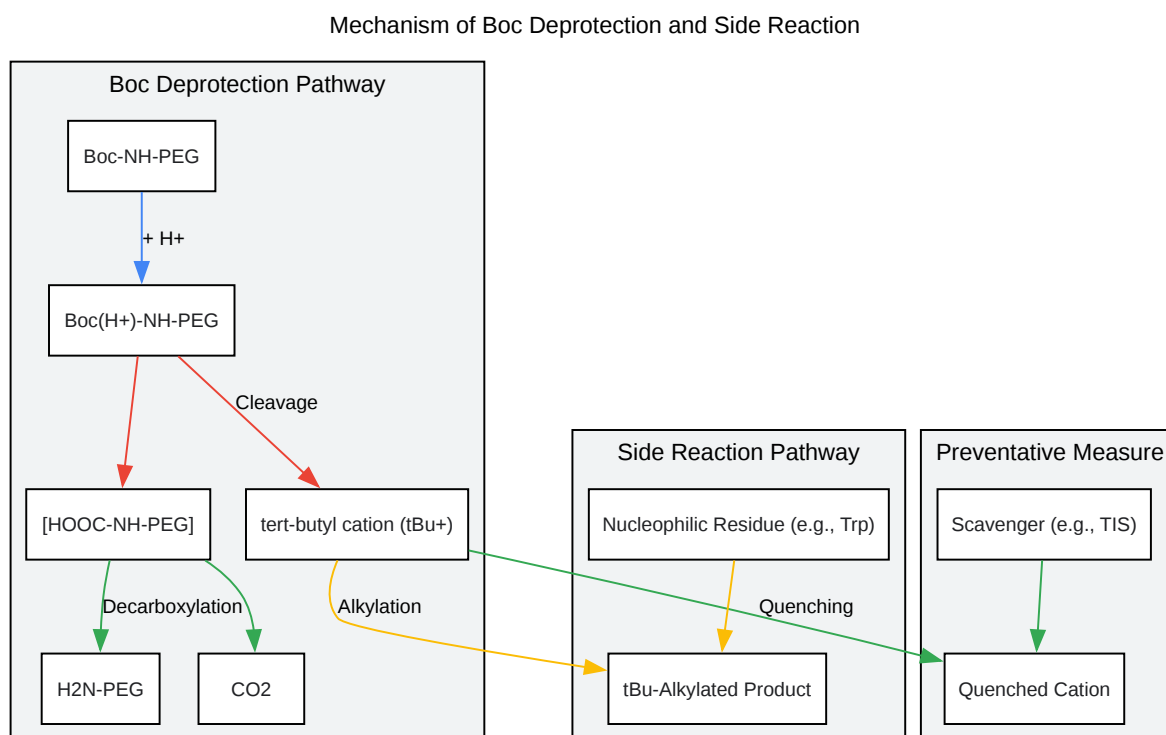 Mechanism of Boc Deprotection and Side Reaction
Boc Deprotection Pathway
Boc-NH-PEG
+ H+
Boc(H+)-NH-PEG
Cleavage
[HOOC-NH-PEG]
tert-butyl cation (tBu+)
Decarboxylation
Alkylation
H2N-PEG
CO2
Side Reaction Pathway
Nucleophilic Residue (e.g., Trp)
tBu-Alkylated Product
Preventative Measure
Scavenger (e.g., TIS)
Quenching
Quenched Cation